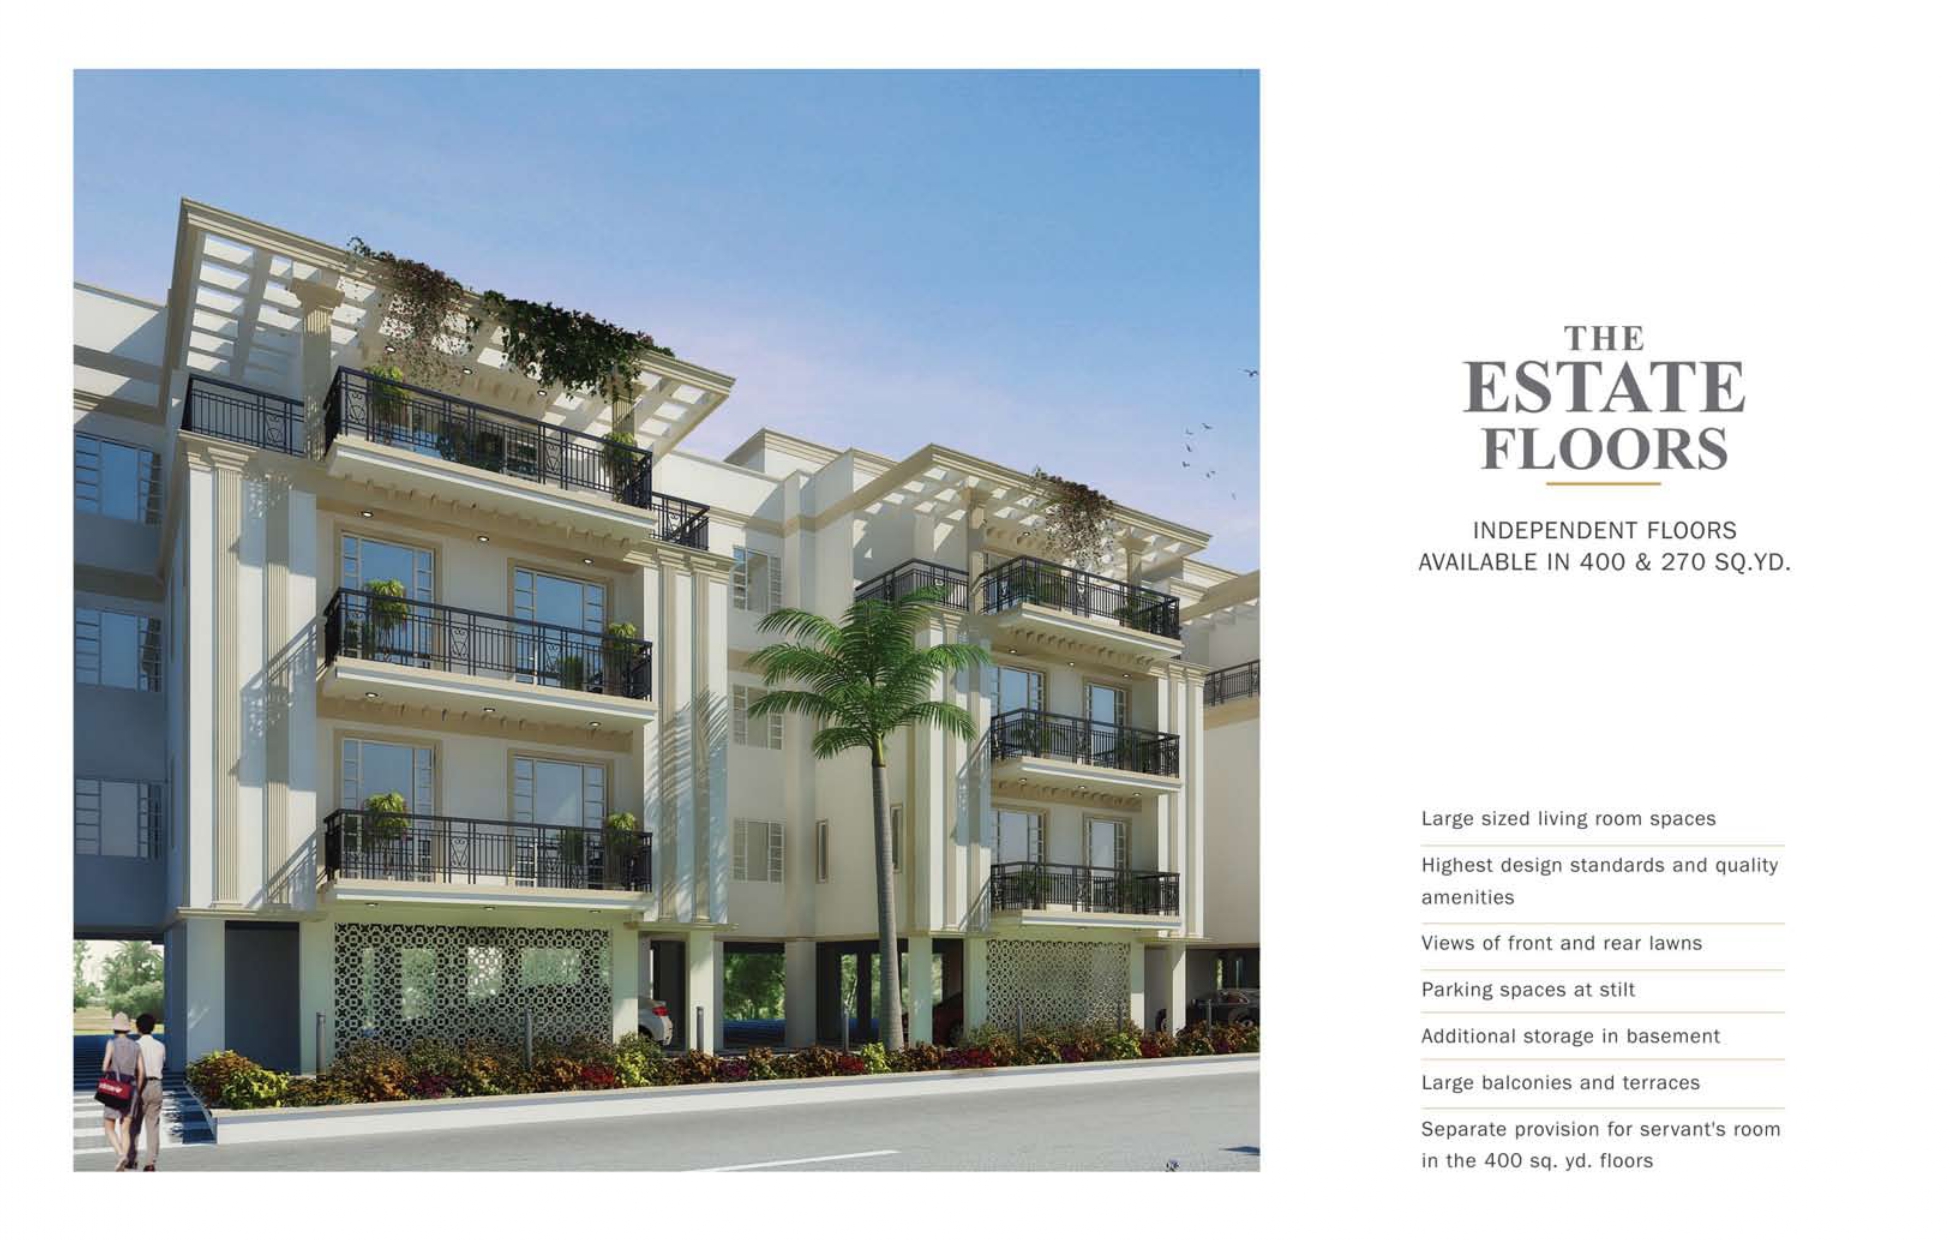 THE
ESTATE
FLOORS
INDEPENDENT FLOORS
AVAILABLE IN 400 & 270 SQ.YD.
Large sized living room spaces
Highest design standards and quality
amenities
Views of front and rear lawns
Parking spaces at stilt
Additional storage in basement
Large balconies and terraces
Separate provision for servant's room
in the 400 sq. yd. floors